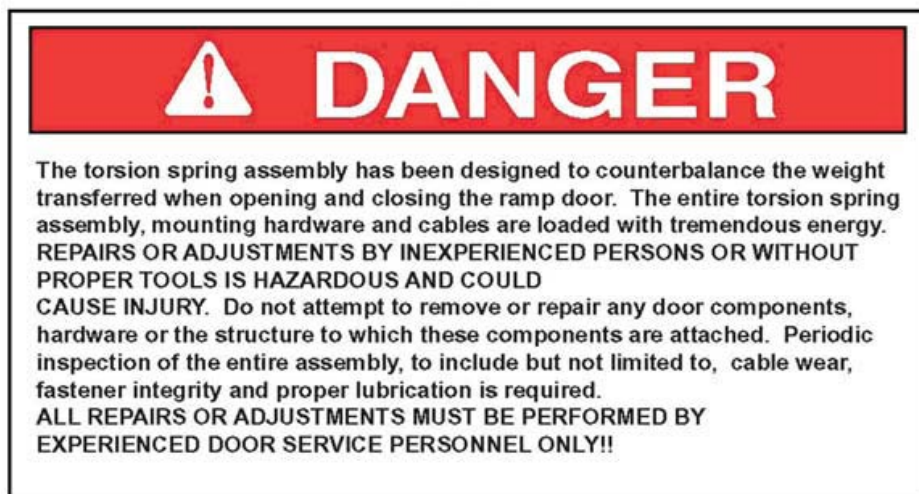 DANGER
The torsion spring assembly has been designed to counterbalance the weight
transferred when opening and closing the ramp door. The entire torsion spring
assembly, mounting hardware and cables are loaded with tremendous energy.
REPAIRS OR ADJUSTMENTS BY INEXPERIENCED PERSONS OR WITHOUT
PROPER TOOLS IS HAZARDOUS AND COULD
CAUSE INJURY. Do not attempt to remove or repair any door components,
hardware or the structure to which these components are attached. Periodic
inspection of the entire assembly, to include but not limited to, cable wear,
fastener integrity and proper lubrication is required.
ALL REPAIRS OR ADJUSTMENTS MUST BE PERFORMED BY
EXPERIENCED DOOR SERVICE PERSONNEL ONLY!!